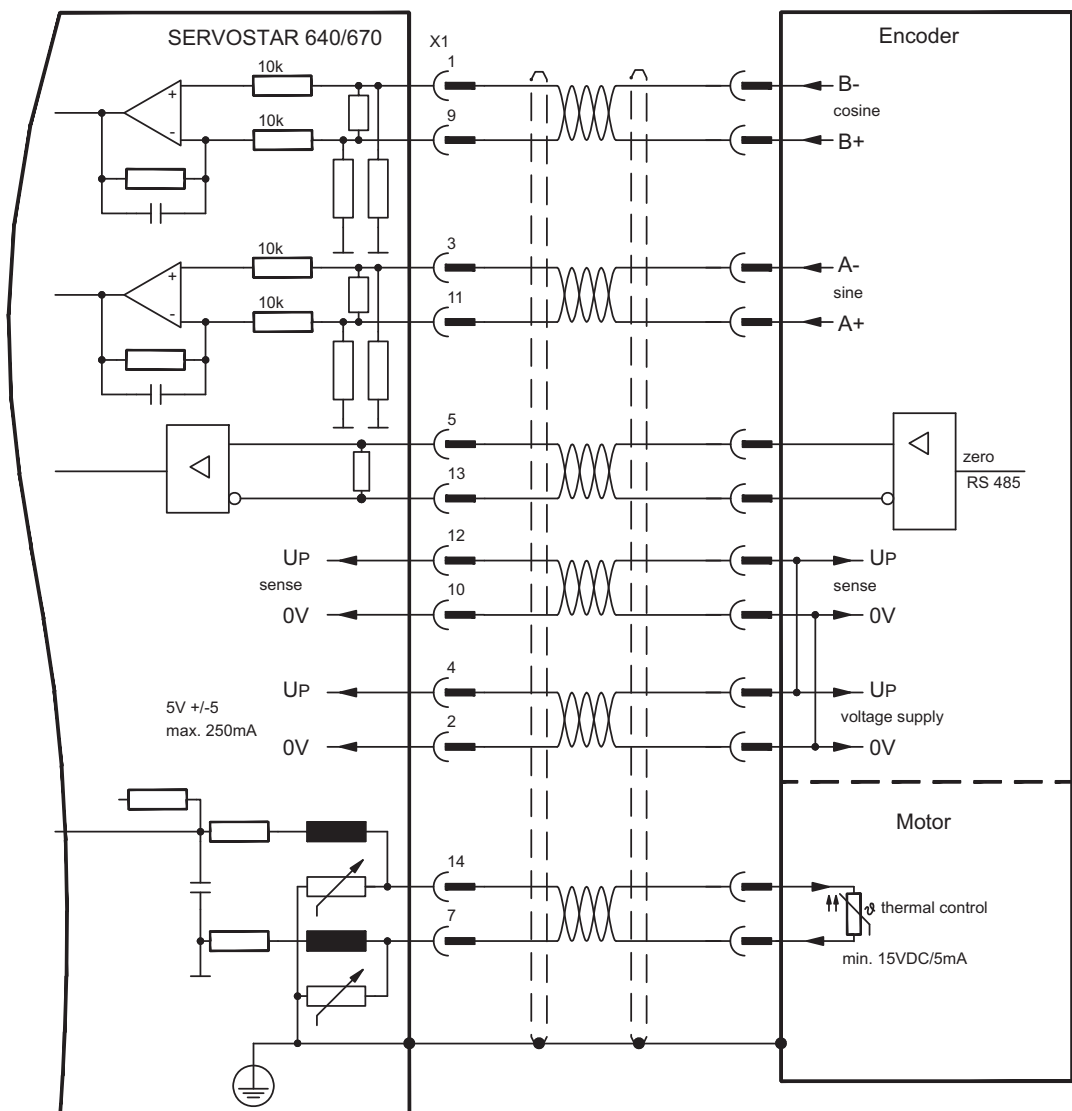 SERVOSTAR 640/670
X1
Encoder
10k
1
B-
+
cosine
10k
9
-
B+
10k
3
A-
+
sine
10k
11
-
A+
5
zero
13
RS 485
12
UP
UP
sense
sense
10
0V
0V
4
UP
UP
5V +/-5
max. 250mA
voltage supply
2
0V
0V
Motor
14
ϑ thermal control
7
min. 15VDC/5mA